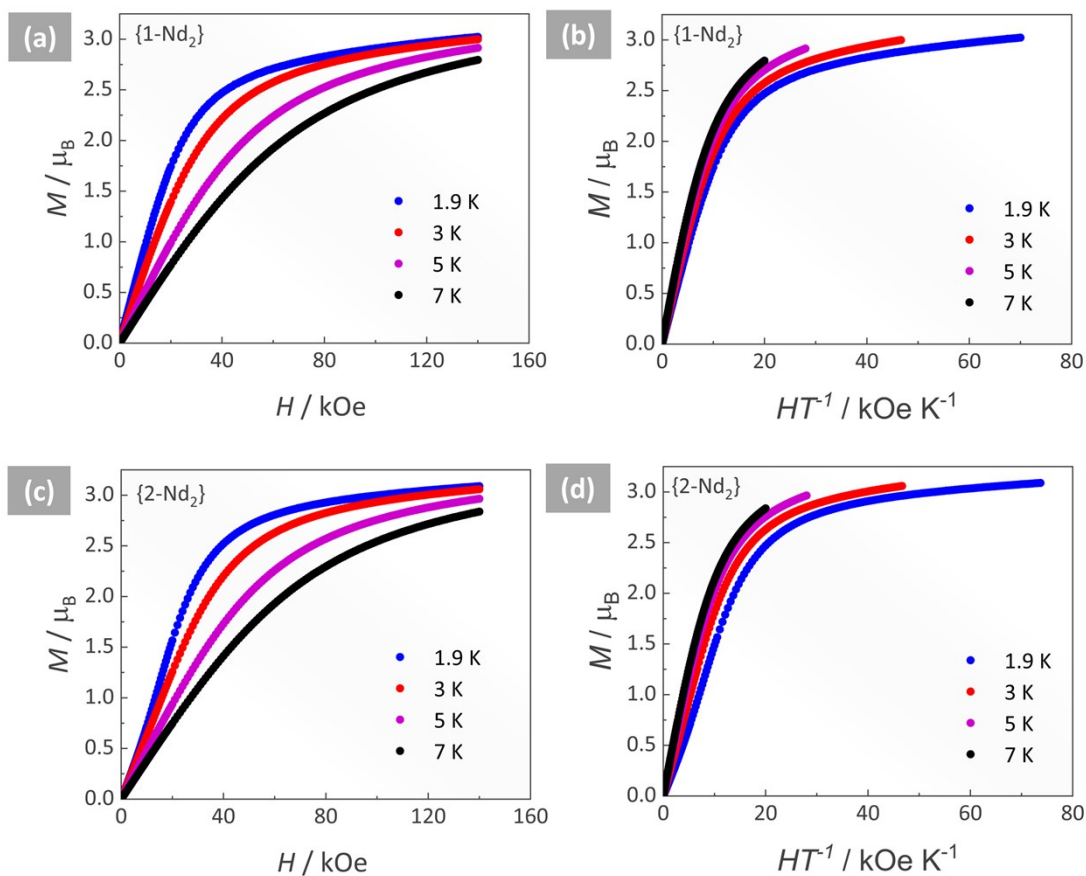 (a)
{1-Nd₂}
M / μB
3.0
2.5
2.0
1.5
1.0
0.5
0.0
1.9 K
3 K
5 K
7 K
0 40 80 120 160
H / kOe
(b)
{1-Nd₂}
M / μB
3.0
2.5
2.0
1.5
1.0
0.5
0.0
1.9 K
3 K
5 K
7 K
0 20 40 60 80
HT⁻¹ / kOe K⁻¹
(c)
{2-Nd₂}
M / μB
3.0
2.5
2.0
1.5
1.0
0.5
0.0
1.9 K
3 K
5 K
7 K
0 40 80 120 160
H / kOe
(d)
{2-Nd₂}
M / μB
3.0
2.5
2.0
1.5
1.0
0.5
0.0
1.9 K
3 K
5 K
7 K
0 20 40 60 80
HT⁻¹ / kOe K⁻¹